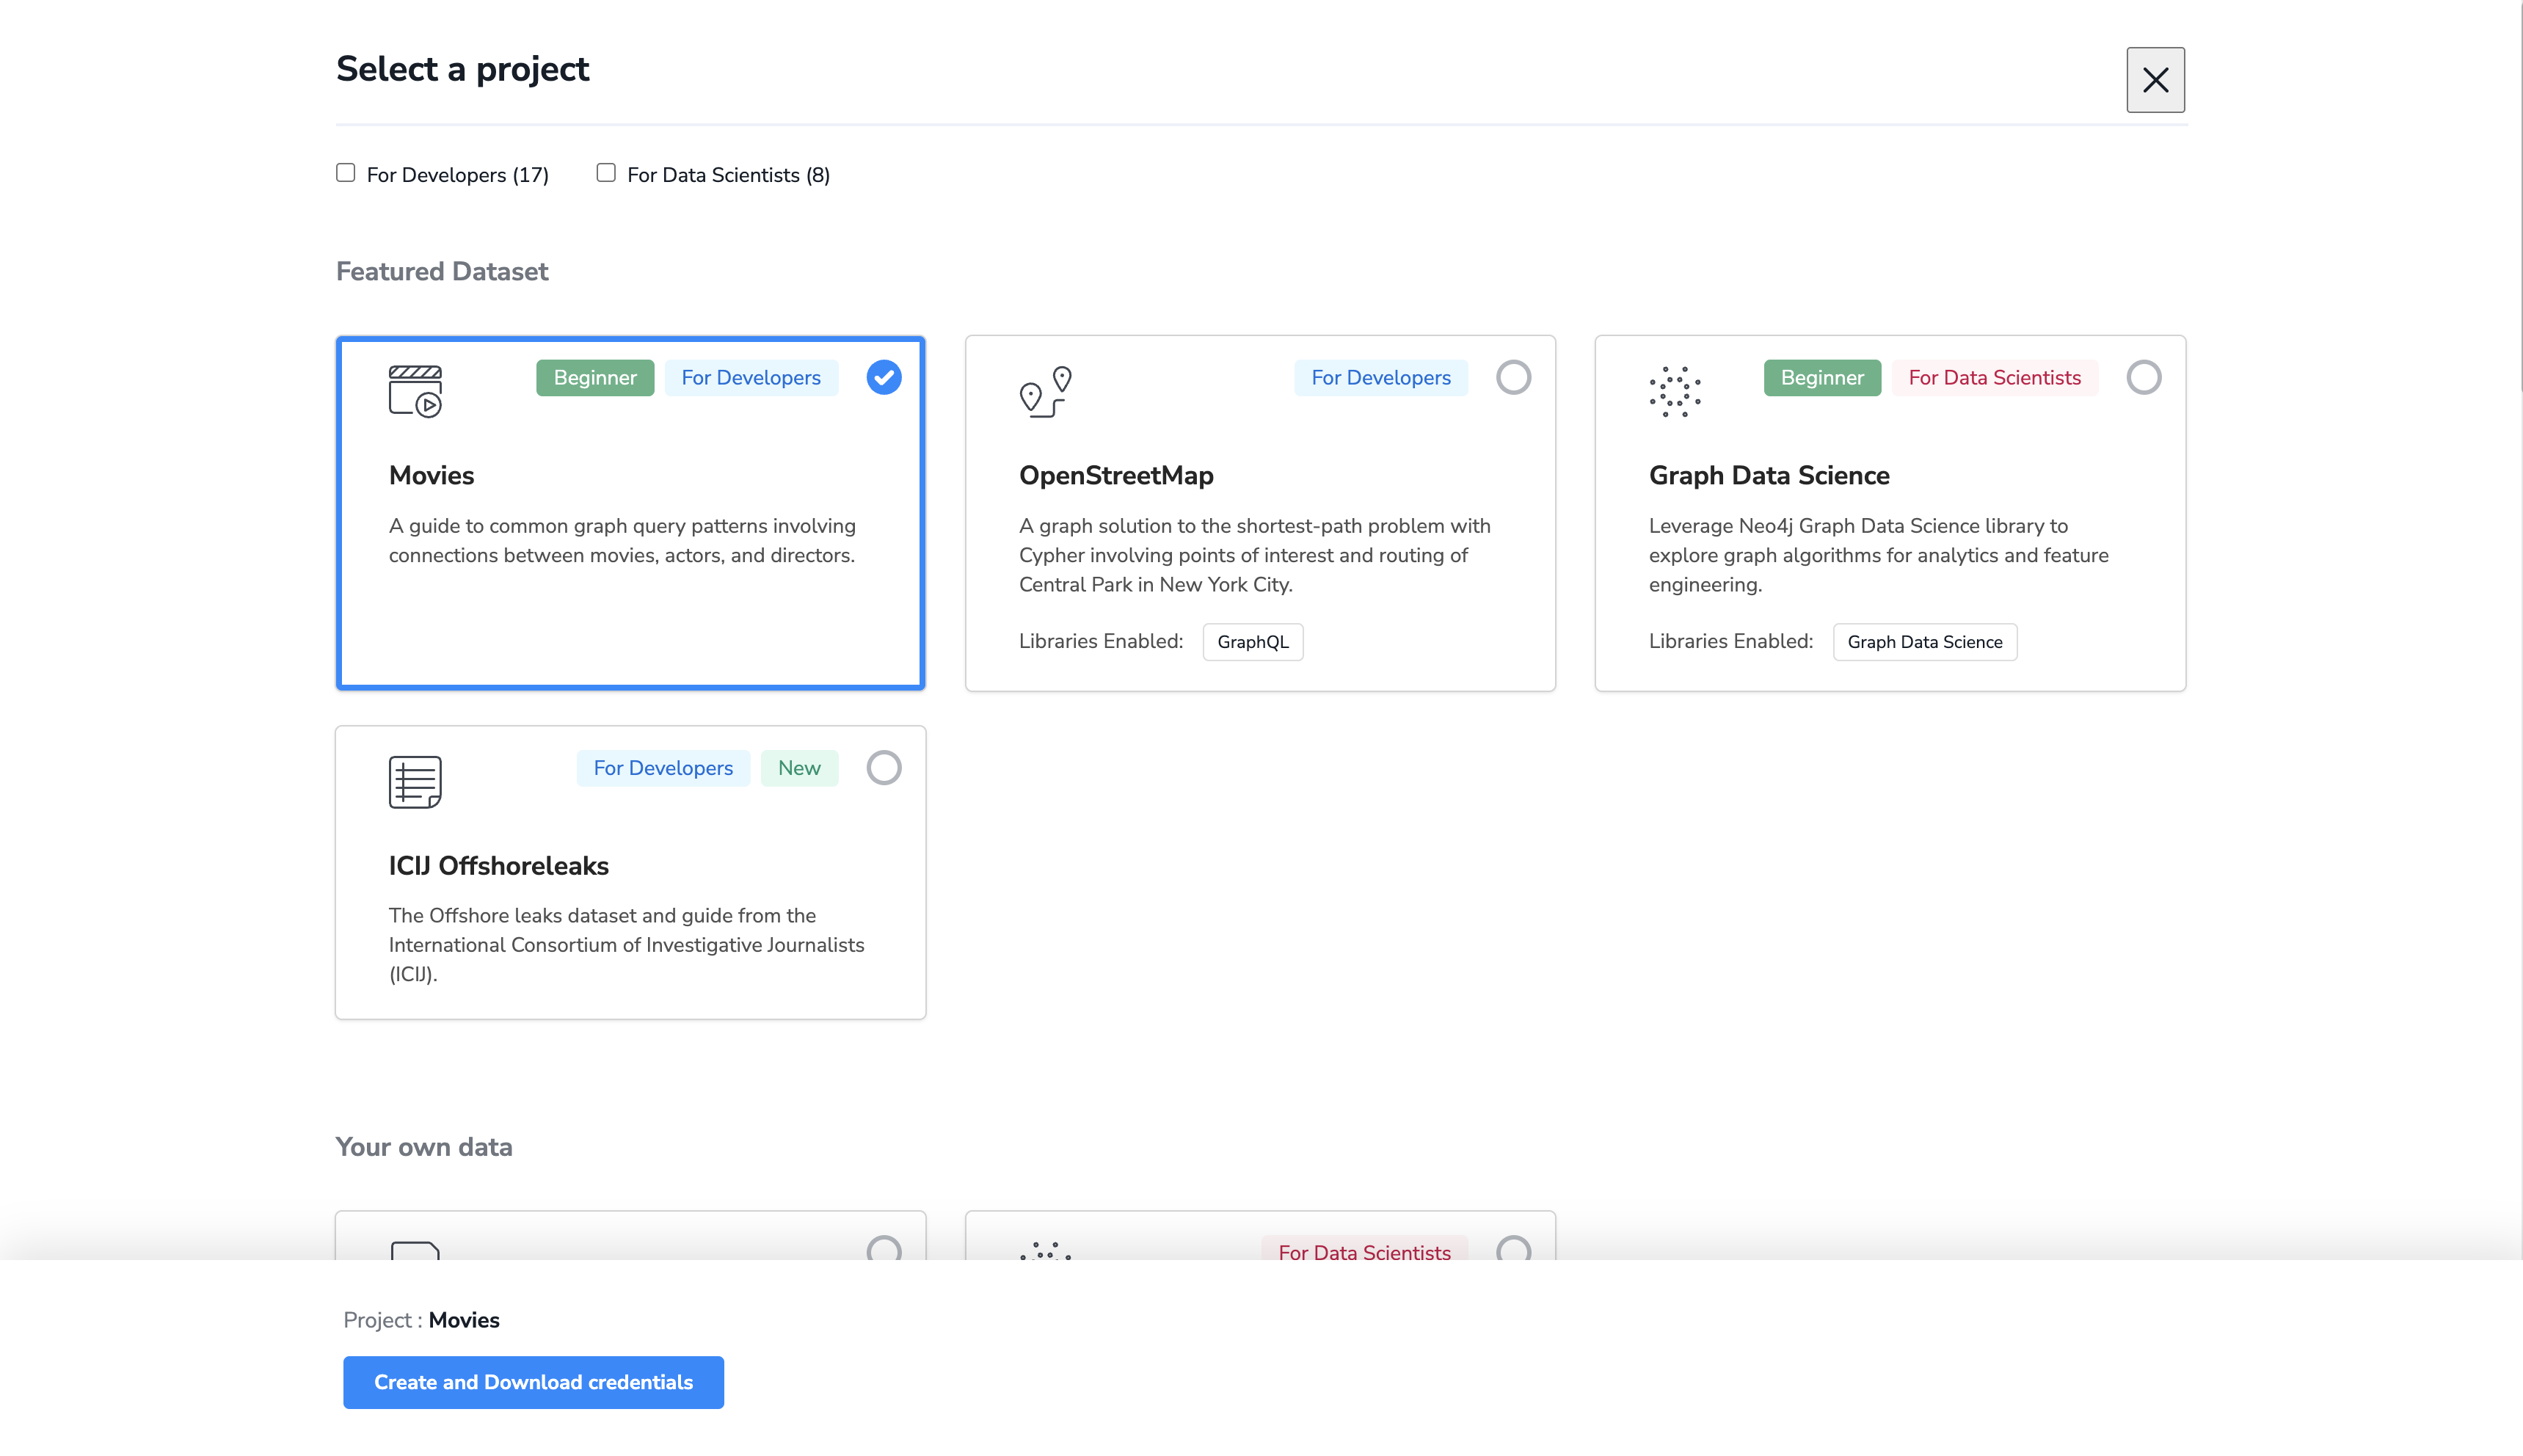 Select a project
For Developers (17)
For Data Scientists (8)
Featured Dataset
Beginner
For Developers
Movies
A guide to common graph query patterns involving
connections between movies, actors, and directors.
For Developers
OpenStreetMap
A graph solution to the shortest-path problem with
Cypher involving points of interest and routing of
Central Park in New York City.
Libraries Enabled:
GraphQL
Beginner
For Data Scientists
Graph Data Science
Leverage Neo4j Graph Data Science library to
explore graph algorithms for analytics and feature
engineering.
Libraries Enabled:
Graph Data Science
For Developers
New
ICIJ Offshoreleaks
The Offshore leaks dataset and guide from the
International Consortium of Investigative Journalists
(ICIJ).
Your own data
For Data Scientists
Project : Movies
Create and Download credentials